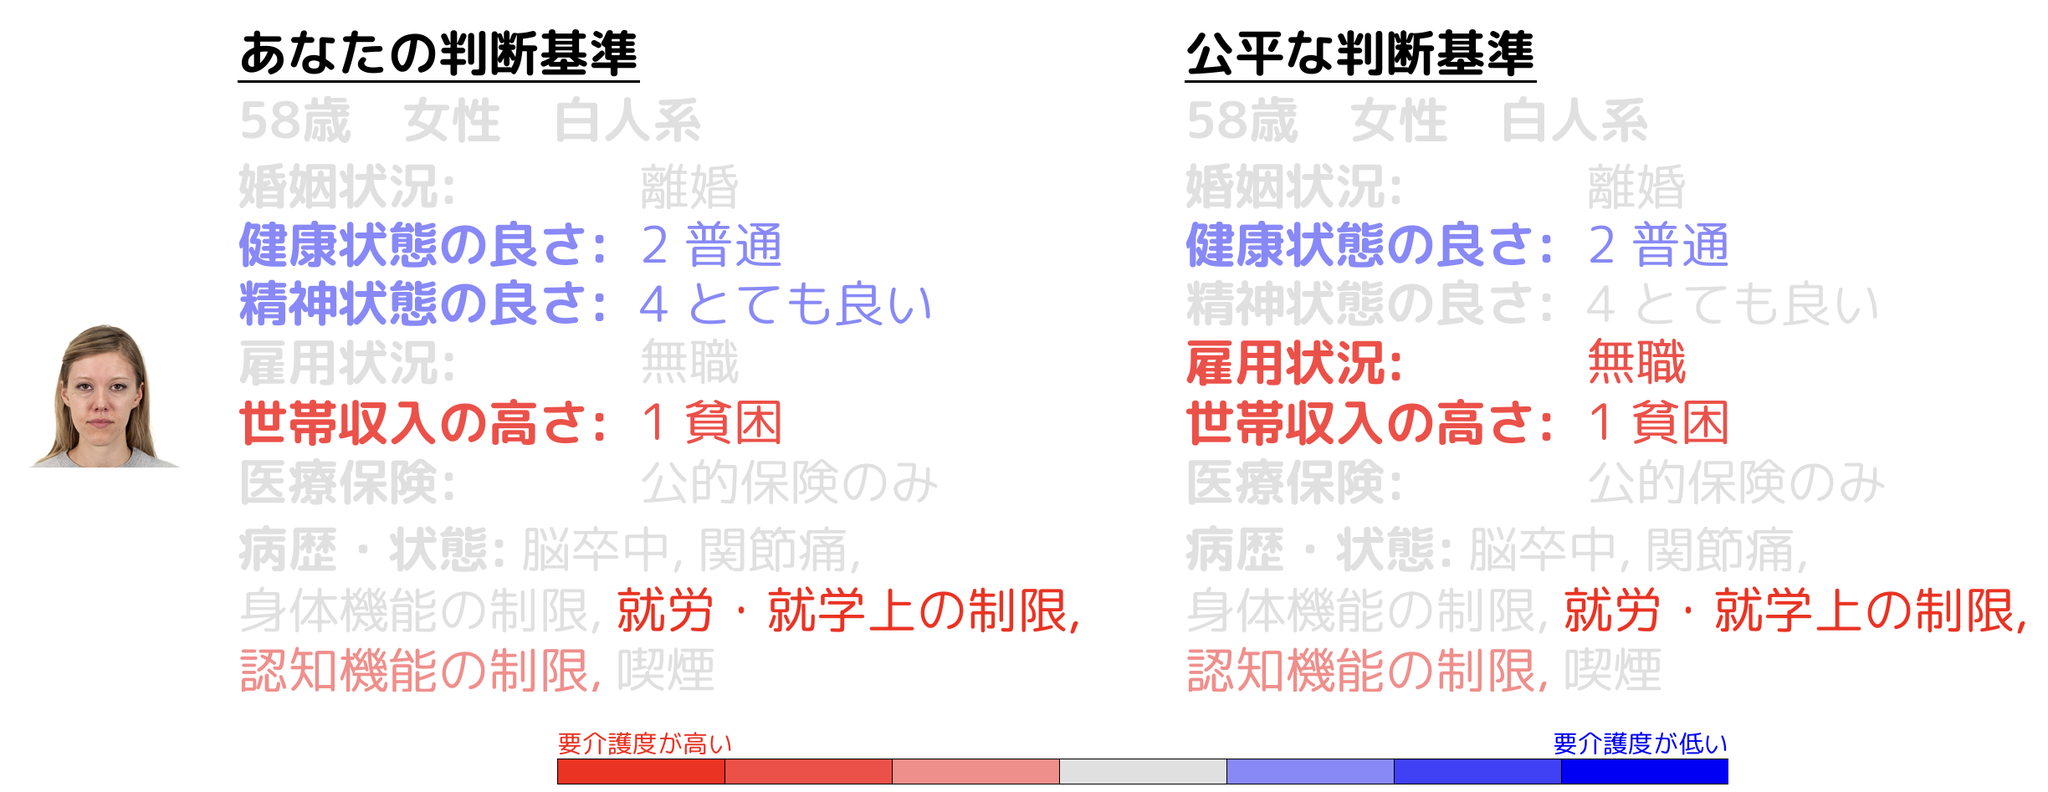 あなたの判断基準
58歳 女性 白人系
婚姻状況: 離婚
健康状態の良さ: 2 普通
精神状態の良さ: 4 とても良い
雇用状況: 無職
世帯収入の高さ: 1 貧困
医療保険: 公的保険のみ
病歴・状態: 脳卒中, 関節痛,
身体機能の制限, 就労・就学上の制限,
認知機能の制限, 喫煙
公平な判断基準
58歳 女性 白人系
婚姻状況: 離婚
健康状態の良さ: 2 普通
精神状態の良さ: 4 とても良い
雇用状況: 無職
世帯収入の高さ: 1 貧困
医療保険: 公的保険のみ
病歴・状態: 脳卒中, 関節痛,
身体機能の制限, 就労・就学上の制限,
認知機能の制限, 喫煙
要介護度が高い
要介護度が低い